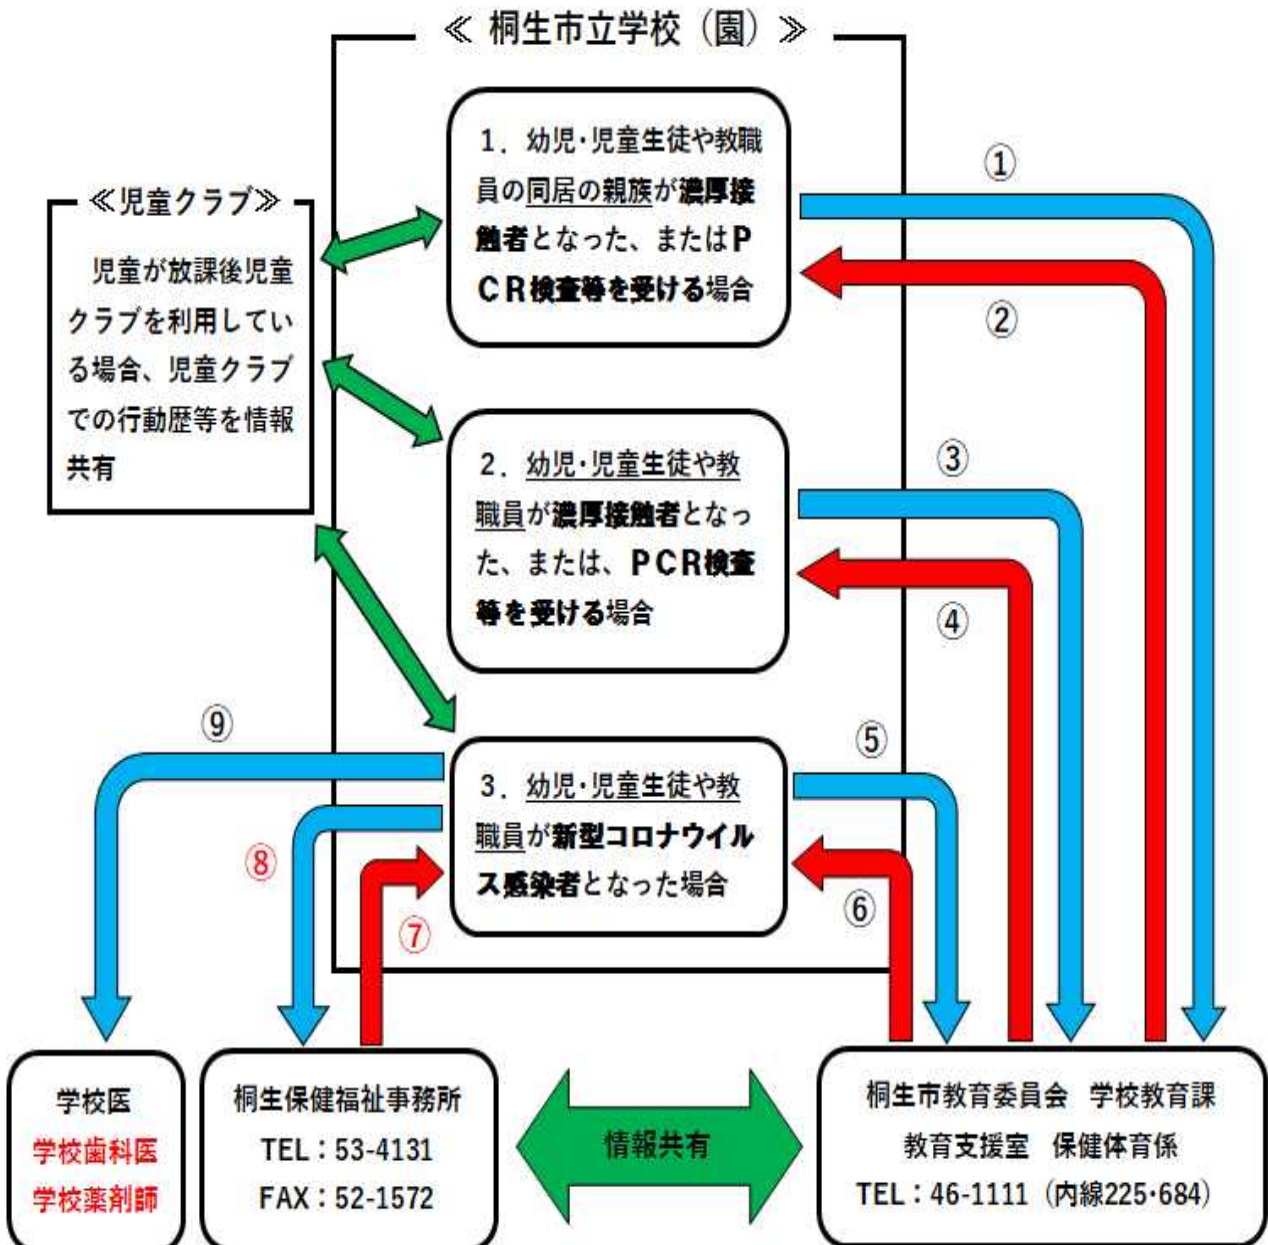 ≪ 桐生市立学校（園）≫
1．幼児・児童生徒や教職
員の同居の親族が濃厚接
触者となった、またはＰ
ＣＲ検査等を受ける場合
①
②
≪児童クラブ≫
児童が放課後児童
クラブを利用してい
る場合、児童クラブ
での行動歴等を情報
共有
2．幼児・児童生徒や教
職員が濃厚接触者となっ
た、または、ＰＣＲ検査
等を受ける場合
③
④
3．幼児・児童生徒や教
職員が新型コロナウイル
ス感染者となった場合
⑤
⑥
⑨
⑧
⑦
学校医
学校歯科医
学校薬剤師
桐生保健福祉事務所
TEL：53-4131
FAX：52-1572
情報共有
桐生市教育委員会　学校教育課
教育支援室　保健体育係
TEL：46-1111（内線225･684）